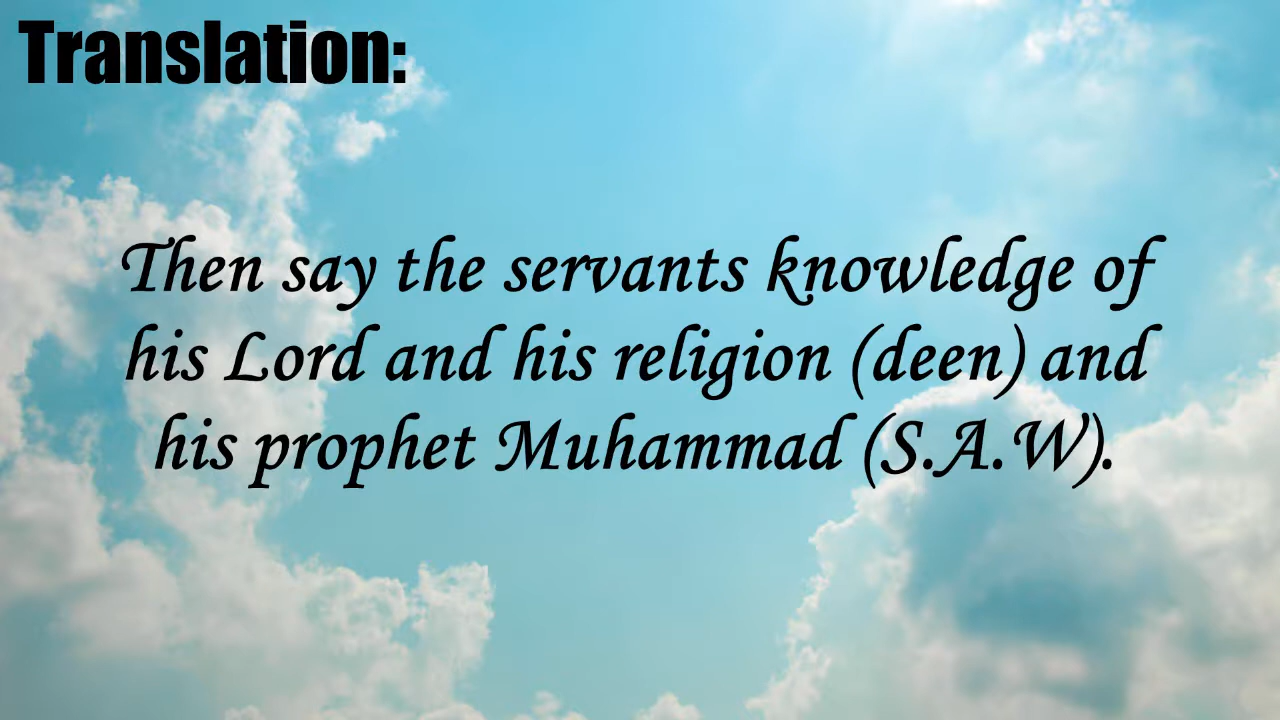 Translation:
Then say the servants knowledge of
his Lord and his religion (deen) and
his prophet Muhammad (S.A.W).